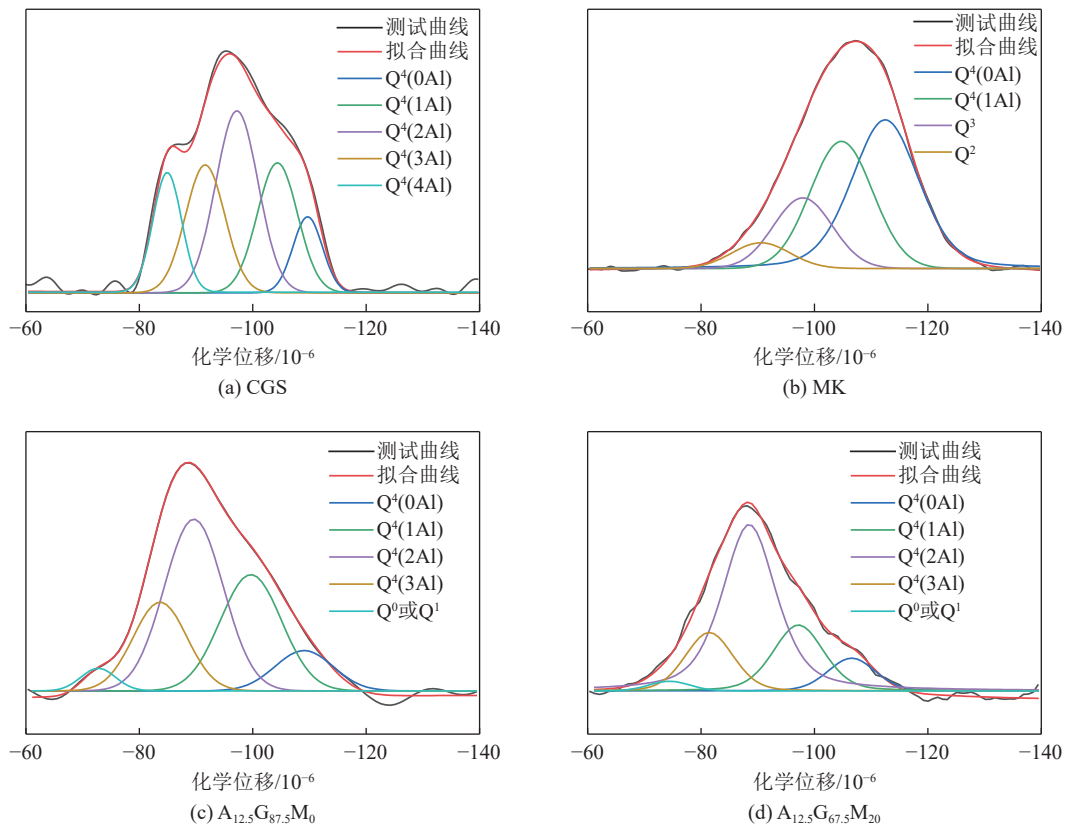 测试曲线
拟合曲线
Q⁴(0Al)
Q⁴(1Al)
Q⁴(2Al)
Q⁴(3Al)
Q⁴(4Al)
−60 −80 −100 −120 −140
化学位移/10⁻⁶
(a) CGS
测试曲线
拟合曲线
Q⁴(0Al)
Q⁴(1Al)
Q³
Q²
−60 −80 −100 −120 −140
化学位移/10⁻⁶
(b) MK
测试曲线
拟合曲线
Q⁴(0Al)
Q⁴(1Al)
Q⁴(2Al)
Q⁴(3Al)
Q⁰或Q¹
−60 −80 −100 −120 −140
化学位移/10⁻⁶
(c) A₁₂.₅G₈₇.₅M₀
测试曲线
拟合曲线
Q⁴(0Al)
Q⁴(1Al)
Q⁴(2Al)
Q⁴(3Al)
Q⁰或Q¹
−60 −80 −100 −120 −140
化学位移/10⁻⁶
(d) A₁₂.₅G₆₇.₅M₂₀